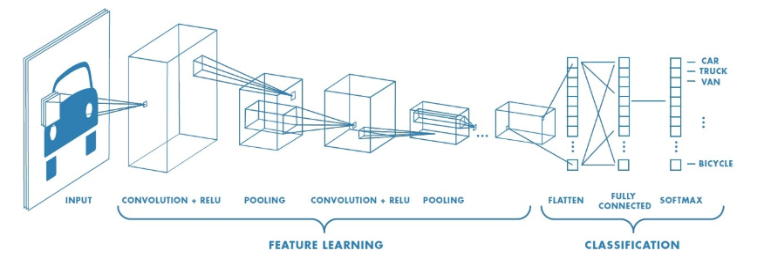 CAR
TRUCK
VAN
BICYCLE
INPUT
CONVOLUTION + RELU
POOLING
CONVOLUTION + RELU
POOLING
FLATTEN
FULLY
CONNECTED
SOFTMAX
FEATURE LEARNING
CLASSIFICATION